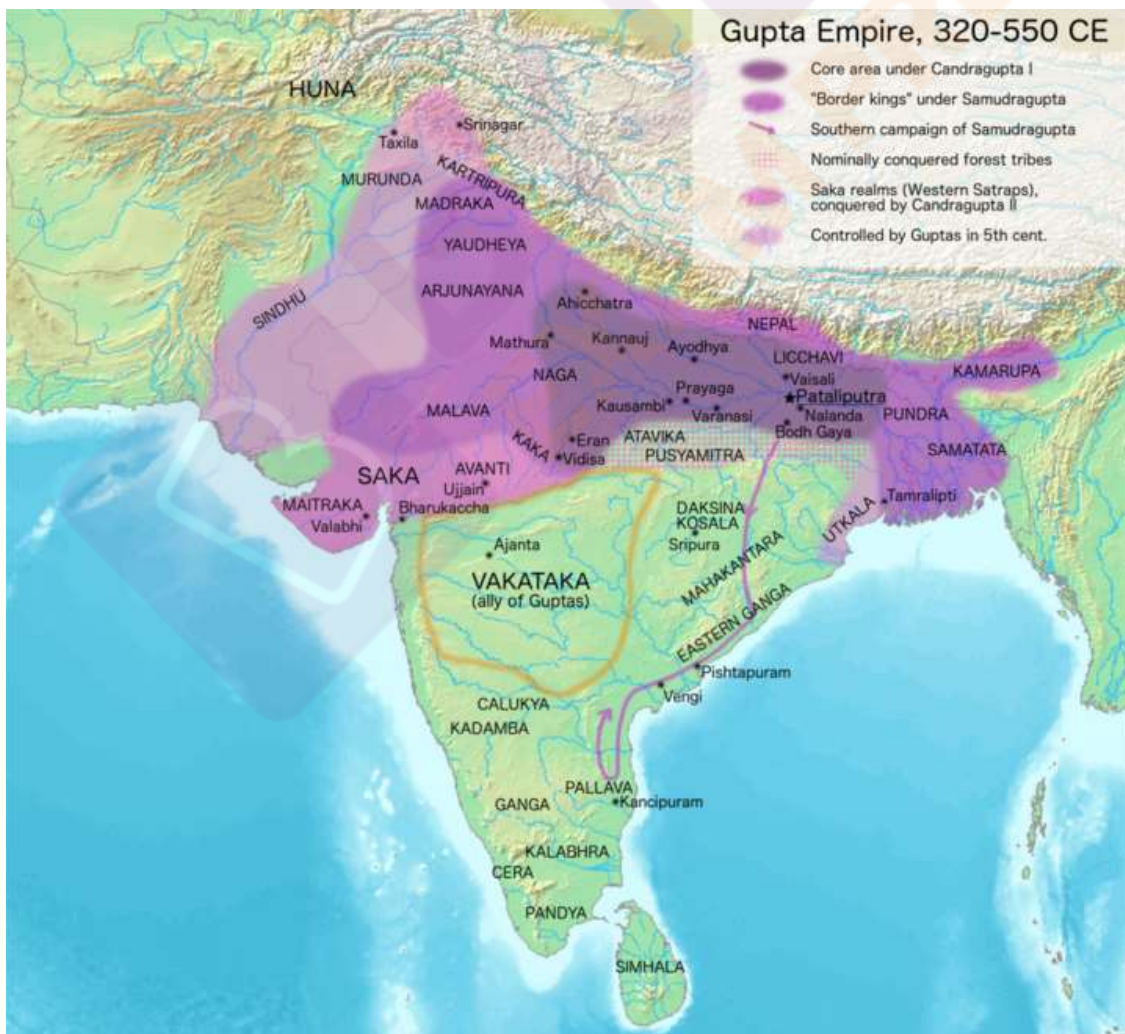 Gupta Empire, 320-550 CE
Core area under Candragupta I
"Border kings" under Samudragupta
Southern campaign of Samudragupta
Nominally conquered forest tribes
Saka realms (Western Satraps),
conquered by Candragupta II
Controlled by Guptas in 5th cent.
HUNA
Srinagar
Taxila
MURUNDA
KARTRIPURA
MADRAKA
YAUDHEYA
ARJUNAYANA
SINDHU
Ahicchatra
NEPAL
Mathura
Kannauj
Ayodhya
LICCHAVI
KAMARUPA
NAGA
Vaisali
Prayaga
Pataliputra
Kausambi
Varanasi
Nalanda
PUNDRA
MALAVA
Bodh Gaya
KAKA
Eran
ATAVIKA
Vidisa
PUSYAMITRA
SAMATATA
SAKA
AVANTI
Ujjain
MAITRAKA
Valabhi
Bharukaccha
Tamralipti
DAKSINA
KOSALA
UTKALA
Sripura
Ajanta
VAKATAKA
(ally of Guptas)
MAHAKANTARA
EASTERN GANGA
Pishtapuram
Vengi
CALUKYA
KADAMBA
PALLAVA
Kancipuram
GANGA
KALABHRA
CERA
PANDYA
SIMHALA